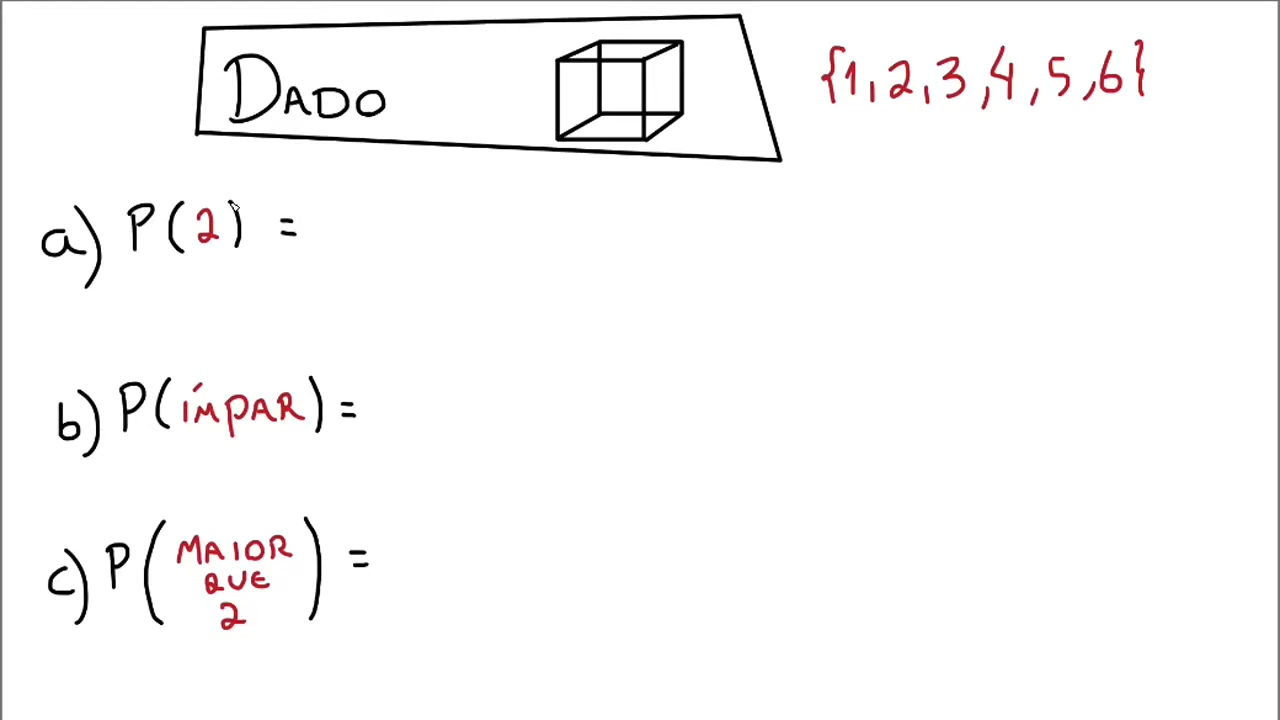 DADO
{1,2,3,4,5,6}
a) P(2) =
b) P(ímpar) =
c) P(MAIOR
QUE
2) =